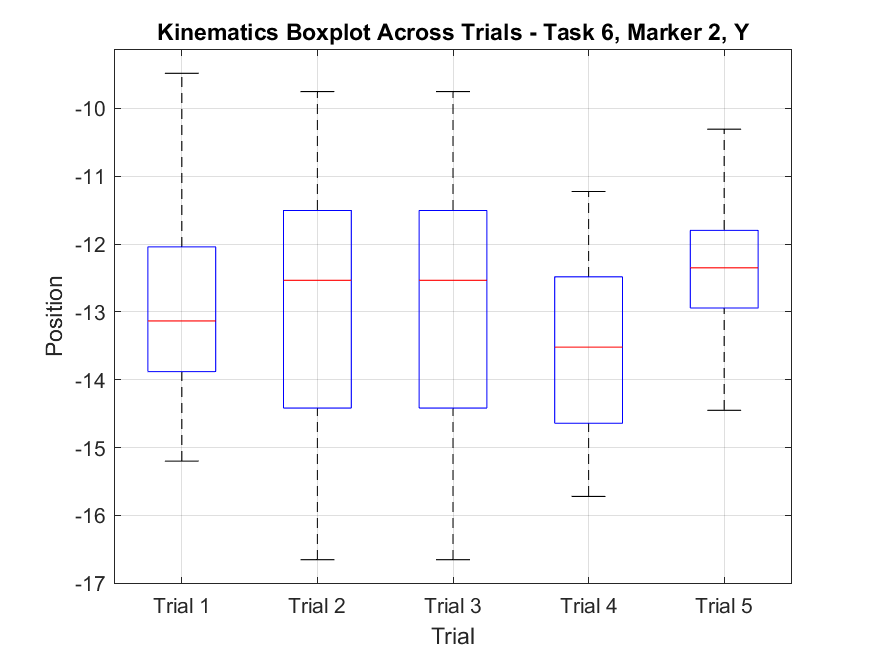 Kinematics Boxplot Across Trials - Task 6, Marker 2, Y
-10
-11
-12
-13
-14
-15
-16
-17
Position
Trial 1 Trial 2 Trial 3 Trial 4 Trial 5
Trial